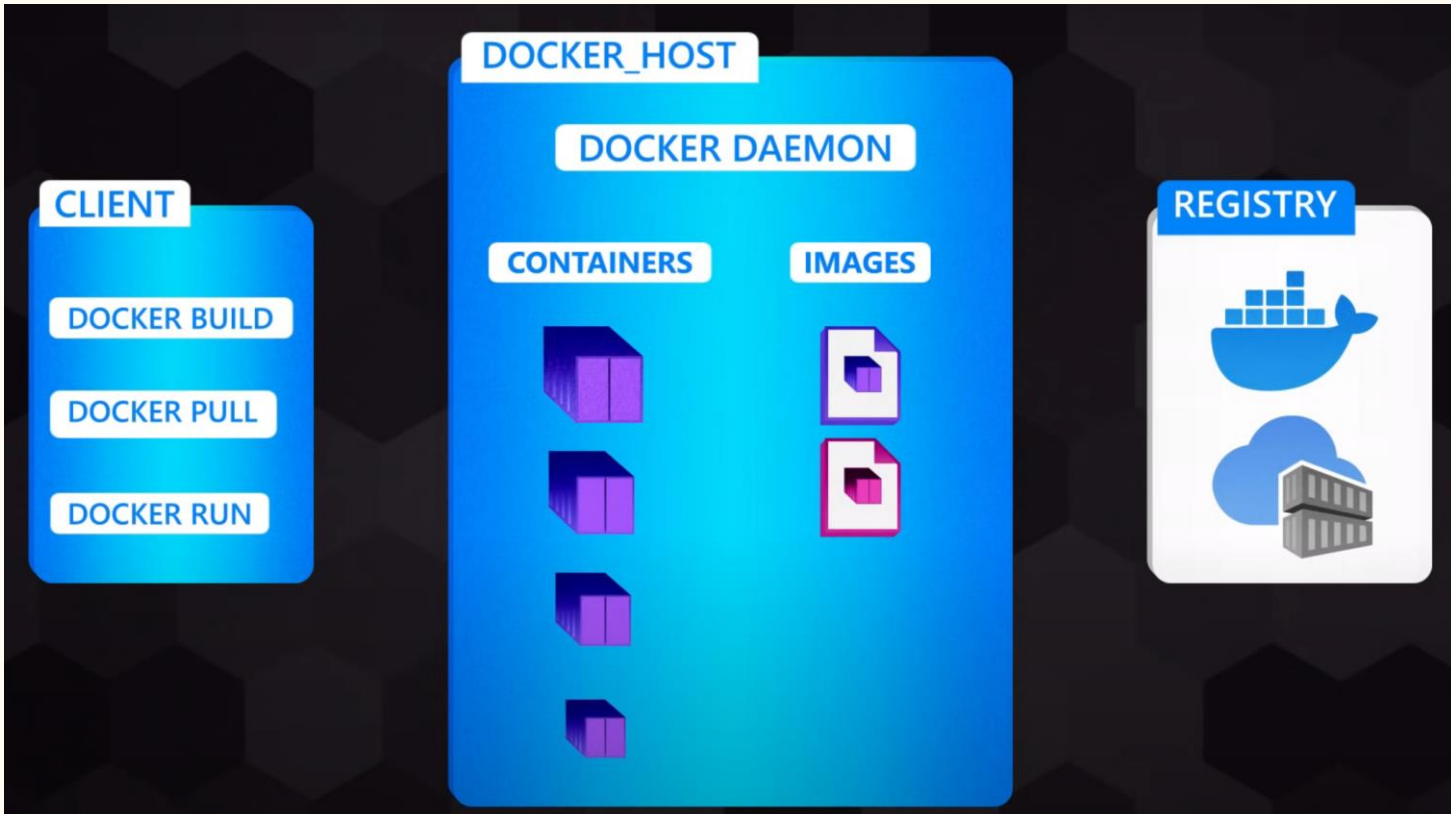 DOCKER_HOST
DOCKER DAEMON
CLIENT
DOCKER BUILD
DOCKER PULL
DOCKER RUN
CONTAINERS
IMAGES
REGISTRY